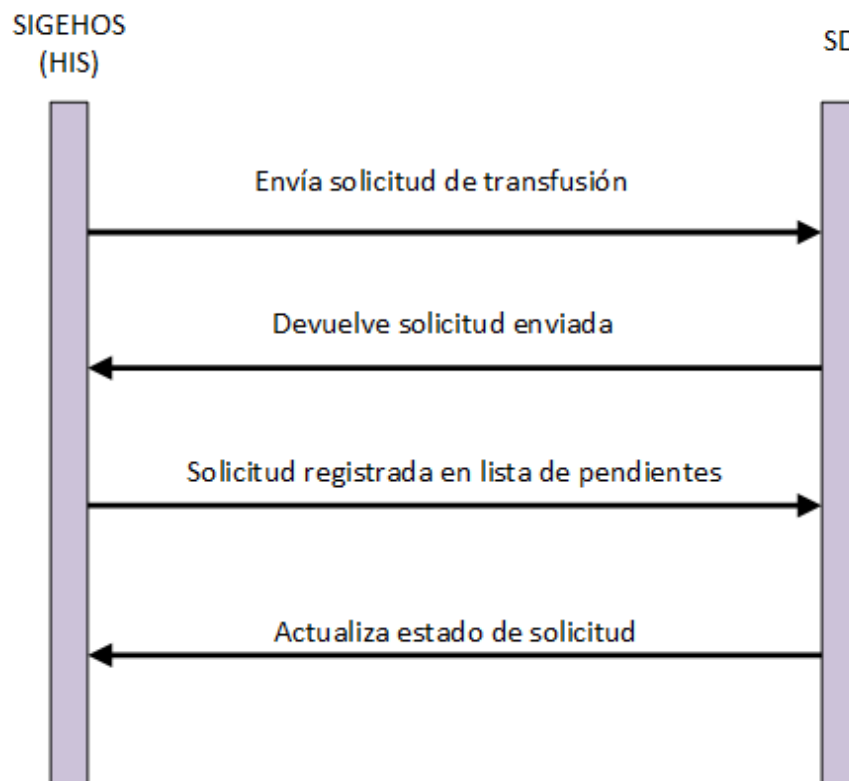 SIGEHOS
(HIS)
SD
Envía solicitud de transfusión
Devuelve solicitud enviada
Solicitud registrada en lista de pendientes
Actualiza estado de solicitud